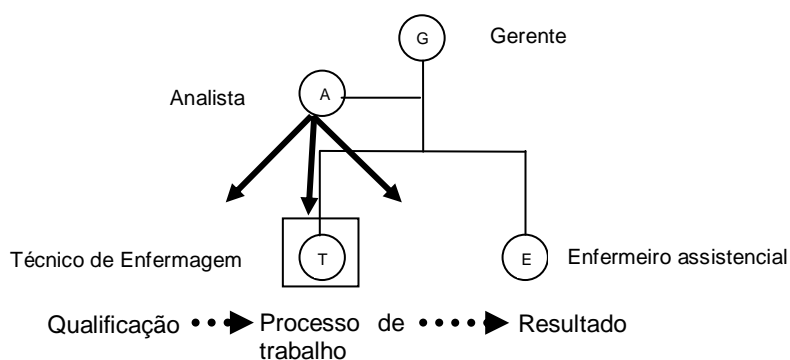 G Gerente
Analista A
Técnico de Enfermagem T E Enfermeiro assistencial
Qualificação Processo de Resultado
trabalho